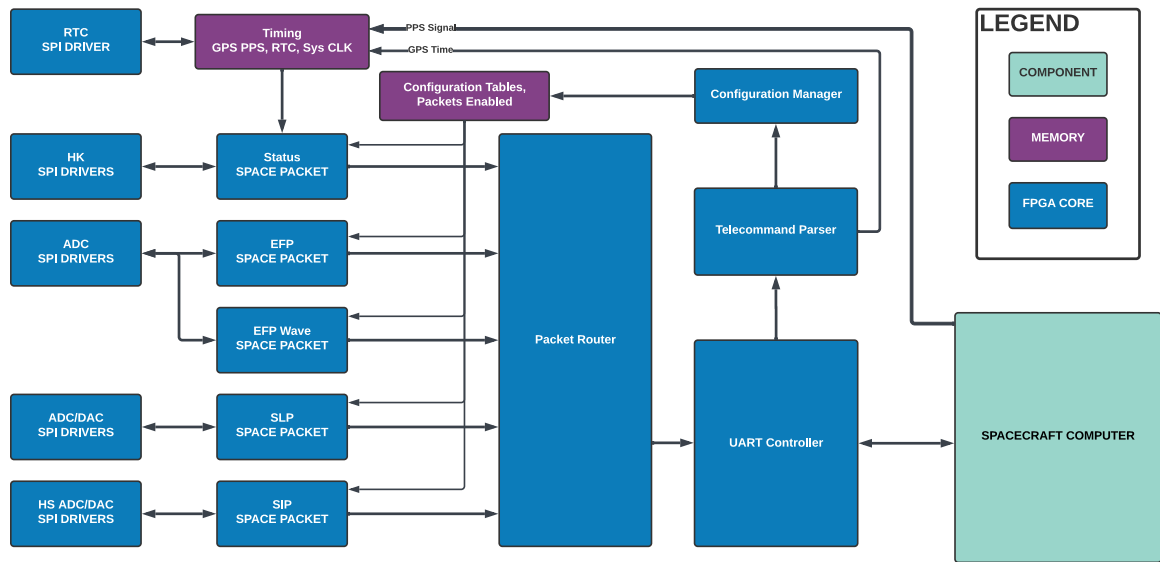 RTC
SPI DRIVER
Timing
GPS PPS, RTC, Sys CLK
PPS Signal
GPS Time
LEGEND
COMPONENT
MEMORY
FPGA CORE
Configuration Tables,
Packets Enabled
Configuration Manager
HK
SPI DRIVERS
Status
SPACE PACKET
ADC
SPI DRIVERS
EFP
SPACE PACKET
Telecommand Parser
EFP Wave
SPACE PACKET
Packet Router
ADC/DAC
SPI DRIVERS
SLP
SPACE PACKET
UART Controller
SPACECRAFT COMPUTER
HS ADC/DAC
SPI DRIVERS
SIP
SPACE PACKET